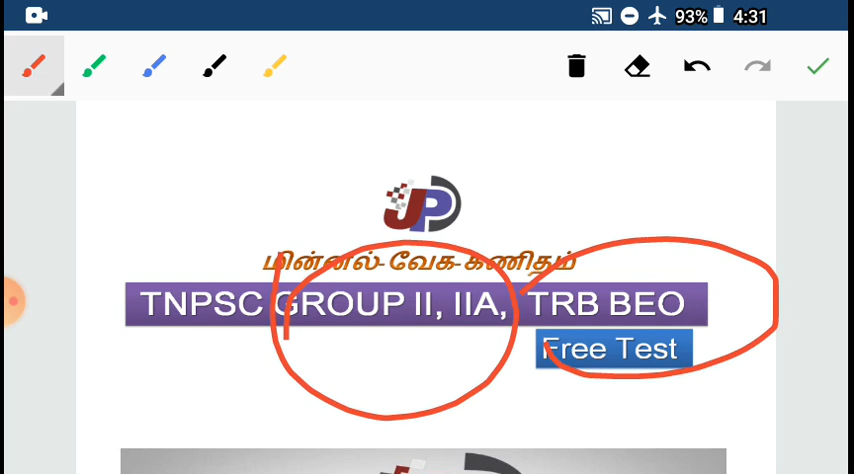 93% 4:31
JP
மின்னல்-வேக-கணிதம்
TNPSC GROUP II, IIA, TRB BEO
Free Test